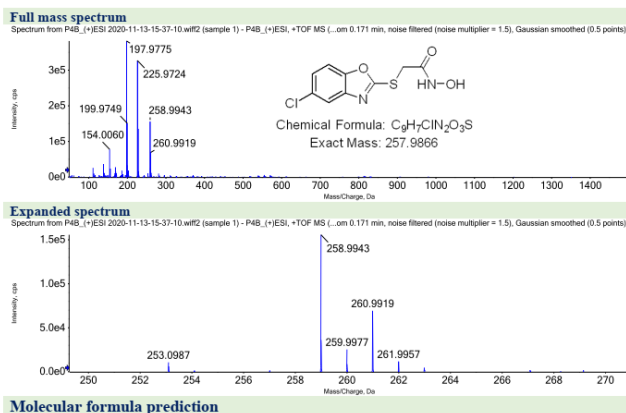 Full mass spectrum
Spectrum from P4B_(+)ESI 2020-11-13-15-37-10.wiff2 (sample 1) - P4B_(+)ESI, +TOF MS (...om 0.171 min, noise filtered (noise multiplier = 1.5), Gaussian smoothed (0.5 points)
Intensity, cps
3e5
2e5
1e5
0e0
197.9775
225.9724
199.9749
258.9943
154.0060
260.9919
O
Cl
N
S
O
HN-OH
Chemical Formula: C₉H₇ClN₂O₃S
Exact Mass: 257.9866
100 200 300 400 500 600 700 800 900 1000 1100 1200 1300 1400
Mass/Charge, Da
Expanded spectrum
Spectrum from P4B_(+)ESI 2020-11-13-15-37-10.wiff2 (sample 1) - P4B_(+)ESI, +TOF MS (...om 0.171 min, noise filtered (noise multiplier = 1.5), Gaussian smoothed (0.5 points)
Intensity, cps
1.5e5
1.0e5
5.0e4
0.0e0
258.9943
260.9919
259.9977
261.9957
253.0987
250 252 254 256 258 260 262 264 266 268 270
Mass/Charge, Da
Molecular formula prediction